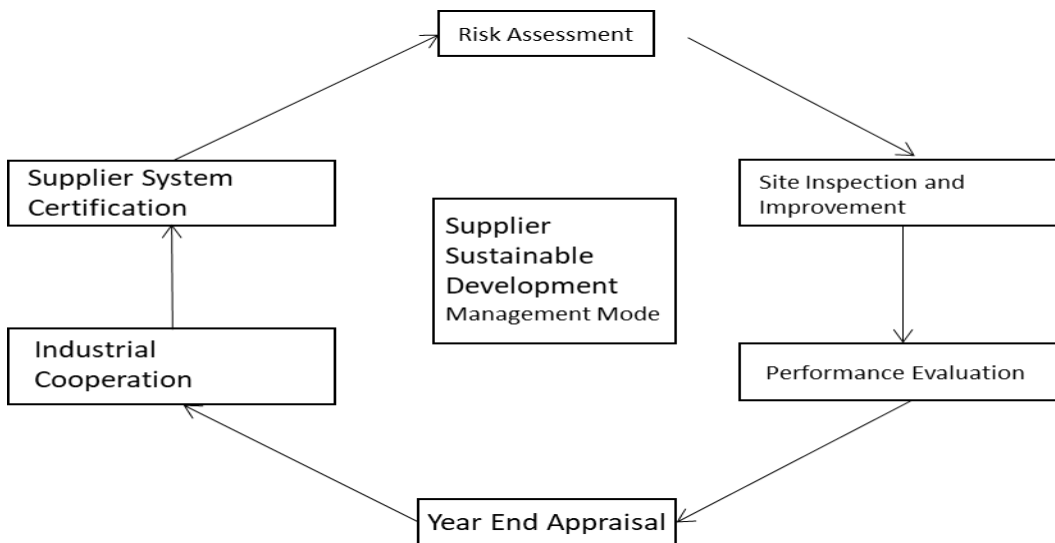 Risk Assessment
Supplier System
Certification
Site Inspection and
Improvement
Supplier
Sustainable
Development
Management Mode
Industrial
Cooperation
Performance Evaluation
Year End Appraisal